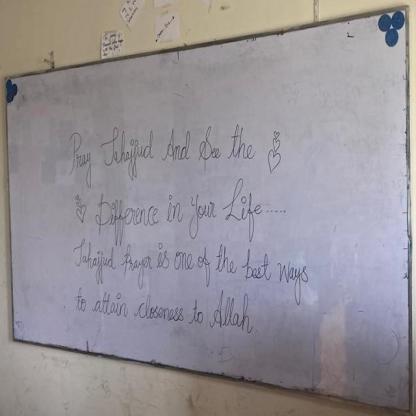 Pray Tahajjud And See the
Difference in Your Life.....
Tahajjud Prayer is one of the best ways
to attain closeness to Allah.